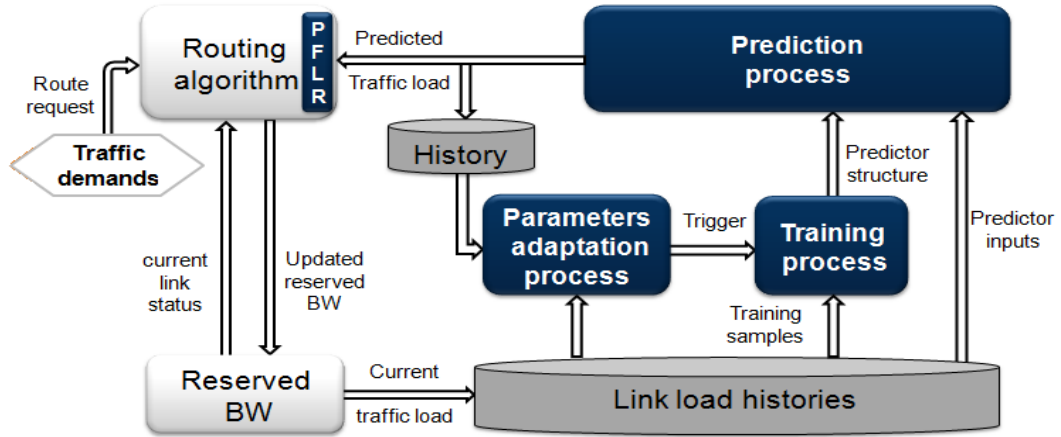 Routing
algorithm
P
F
L
R
Predicted
Traffic load
Prediction
process
Route
request
Traffic
demands
History
Predictor
structure
Parameters
adaptation
process
Trigger
Training
process
Predictor
inputs
current
link
status
Updated
reserved
BW
Training
samples
Reserved
BW
Current
traffic load
Link load histories